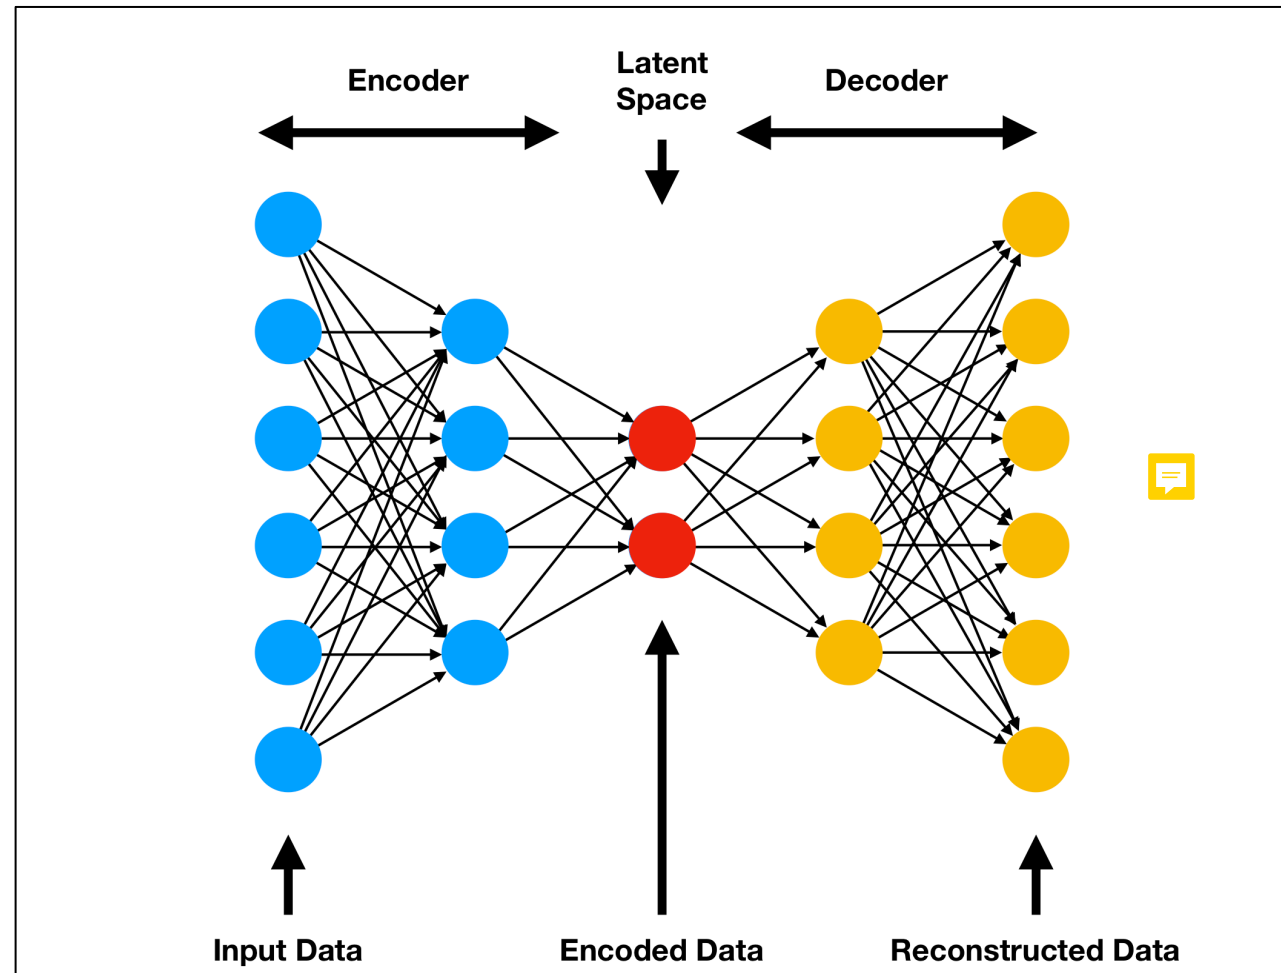 Encoder
Latent
Space
Decoder
Input Data
Encoded Data
Reconstructed Data